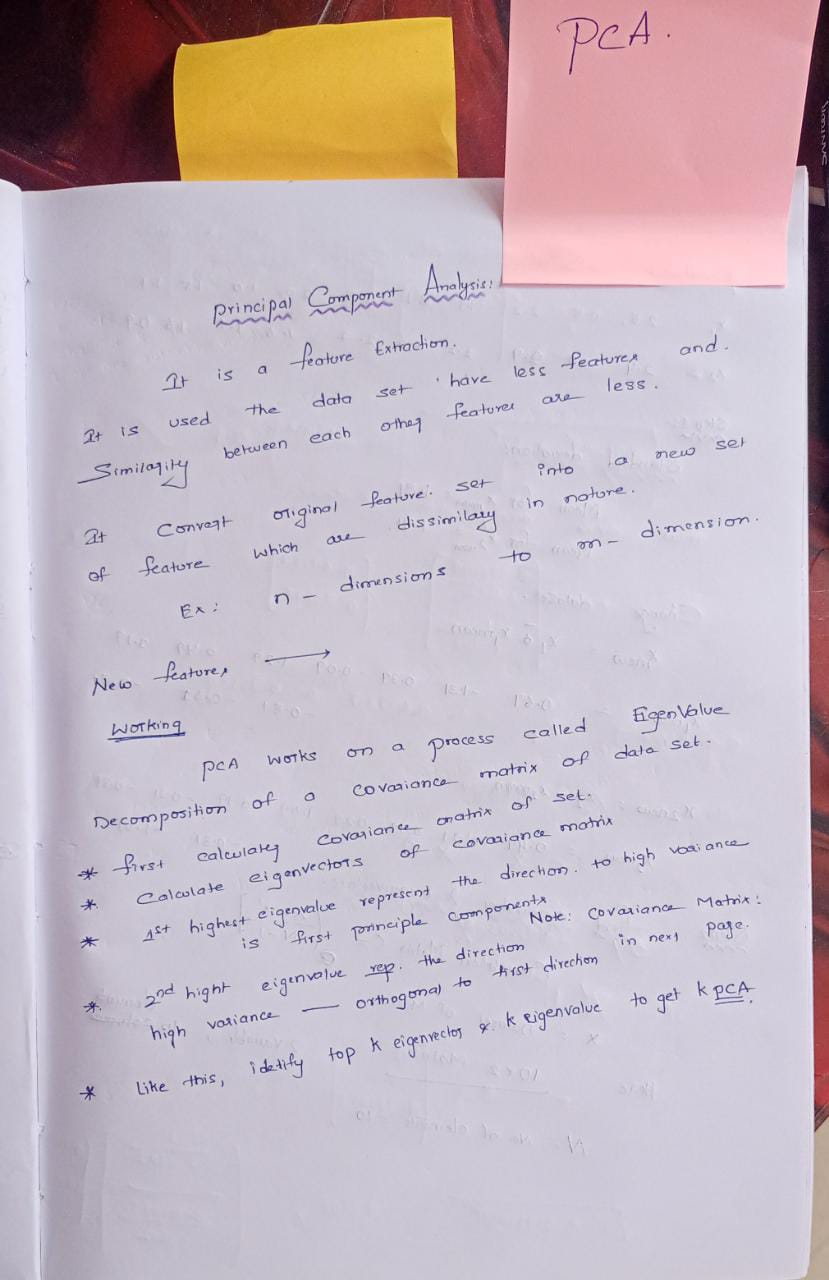 PCA.
Principal Component Analysis:
It is a feature Extraction.
It is used the data set have less features and.
Similarity between each other features are less.
It Convert original feature. set into a new set
of feature which are dissimilary in nature.
Ex: n - dimensions to m - dimension.
New features →
Working
PCA works on a process called EigenValue
Decomposition of a covariance matrix of data set.
* first calculatey covariance matrix of set.
* Calculate eigenvectors of covariance matrix
* 1st highest eigenvalue represent the direction. to high variance
is first principle components
Note: Covariance Matrix:
in next page.
* 2nd hight eigenvalue rep. the direction
high variance — orthogonal to first direction
* Like this, idetify top k eigenvector & k eigenvalue to get k PCA.